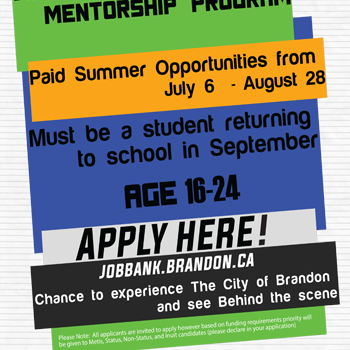 MENTORSHIP PROGRAM
Paid Summer Opportunities from
July 6 - August 28
Must be a student returning
to school in September
AGE 16-24
APPLY HERE!
JOBBANK.BRANDON.CA
Chance to experience The City of Brandon
and see Behind the scene
Please Note: All applicants are invited to apply however based on funding requirements priority will
be given to Metis, Status, Non-Status, and Inuit candidates (please declare in your application)